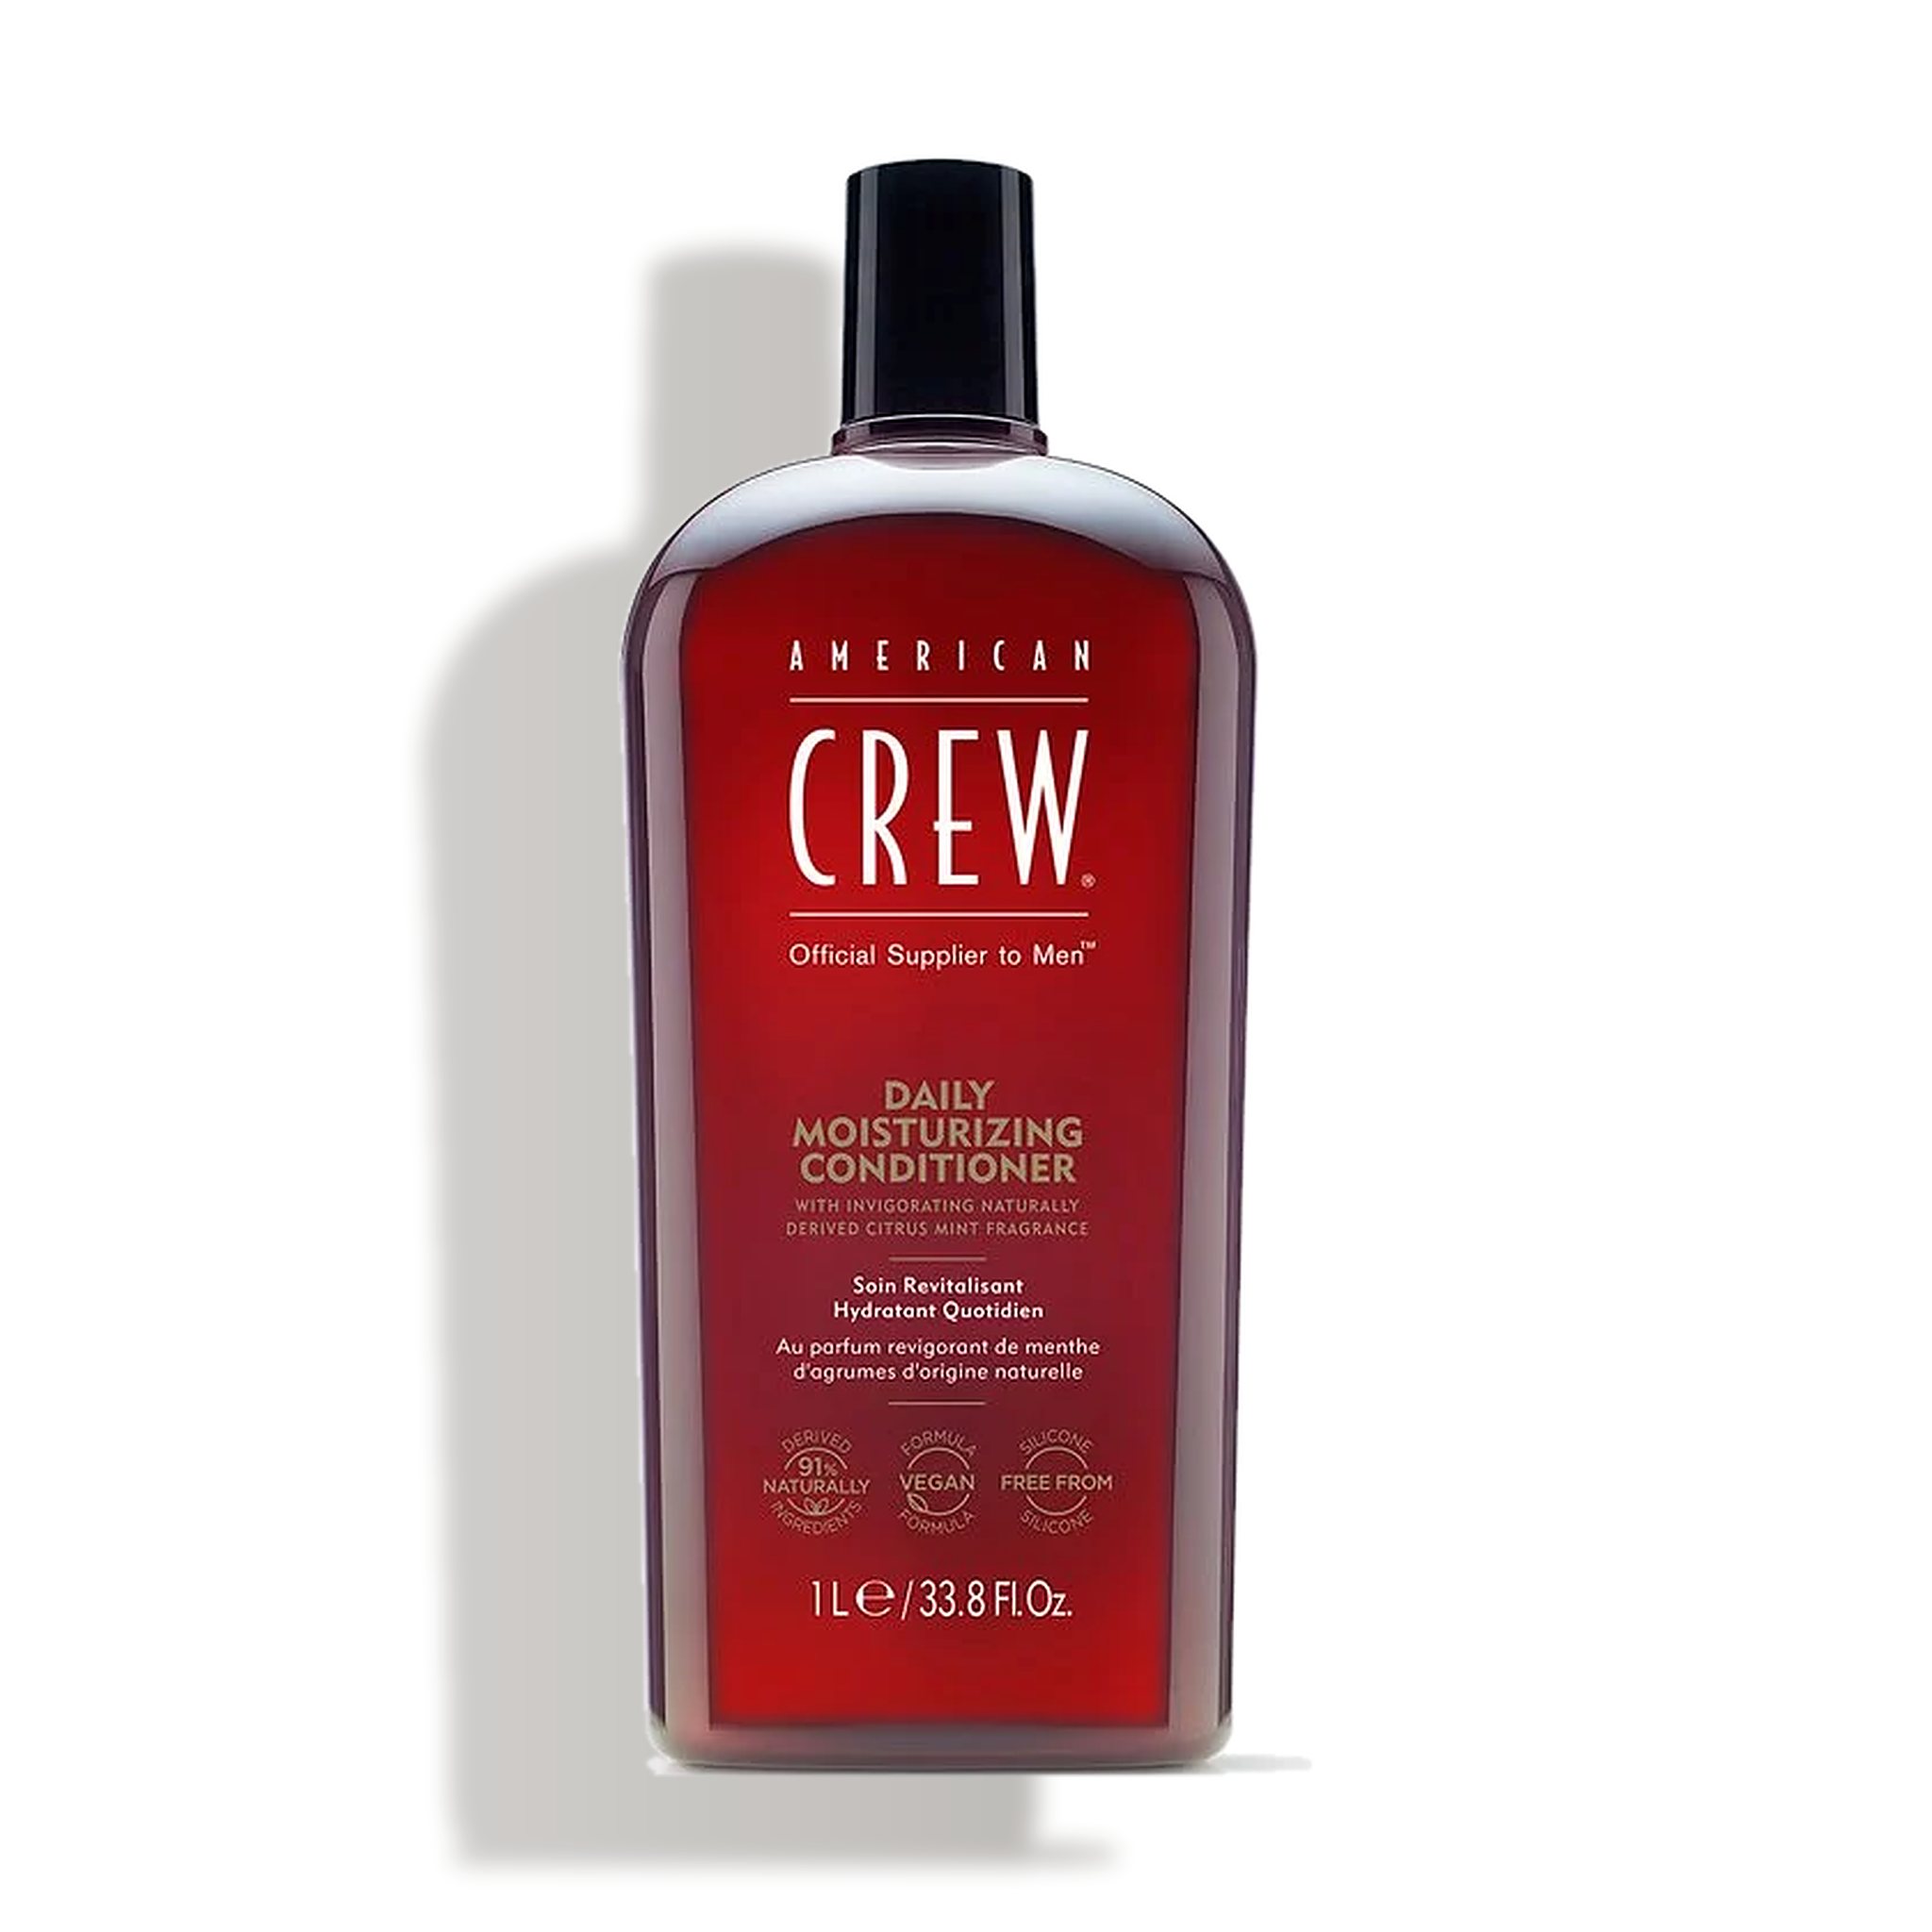 AMERICAN
CREW®
Official Supplier to Men™
DAILY
MOISTURIZING
CONDITIONER
WITH INVIGORATING NATURALLY
DERIVED CITRUS MINT FRAGRANCE
Soin Revitalisant
Hydratant Quotidien
Au parfum revigorant de menthe
d'agrumes d'origine naturelle
DERIVED
91%
NATURALLY
INGREDIENTS
FORMULA
VEGAN
FORMULA
SILICONE
FREE FROM
SILICONE
1 L ℮ / 33.8 Fl. Oz.